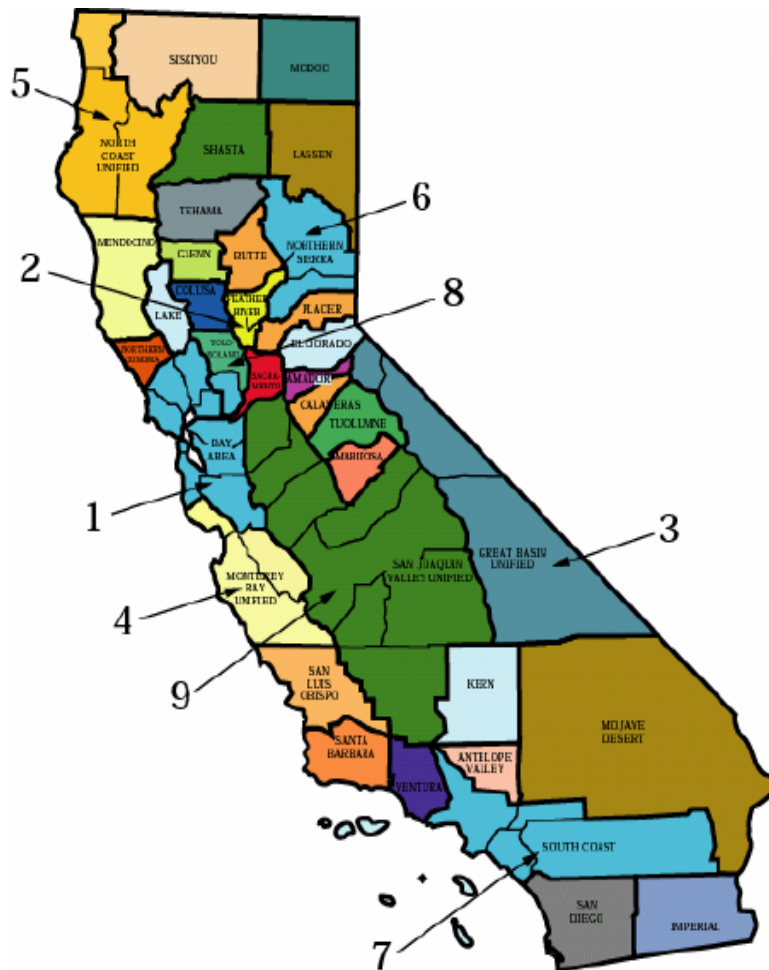 SISKIYOU
MODOC
5
NORTH
COAST
UNIFIED
SHASTA
LASSEN
TEHAMA
6
MENDOCINO
GLENN
BUTTE
NORTHERN
SIERRA
2
COLUSA
FEATHER
RIVER
8
LAKE
PLACER
NORTHERN
SONOMA
YOLO
SOLANO
EL DORADO
SACRA-
MENTO
AMADOR
CALAVERAS
TUOLUMNE
BAY
AREA
MARIPOSA
1
3
GREAT BASIN
UNIFIED
MONTEREY
BAY
UNIFIED
SAN JOAQUIN
VALLEY UNIFIED
4
9
SAN
LUIS
OBISPO
KERN
MOJAVE
DESERT
SANTA
BARBARA
ANTELOPE
VALLEY
VENTURA
SOUTH COAST
7
SAN
DIEGO
IMPERIAL